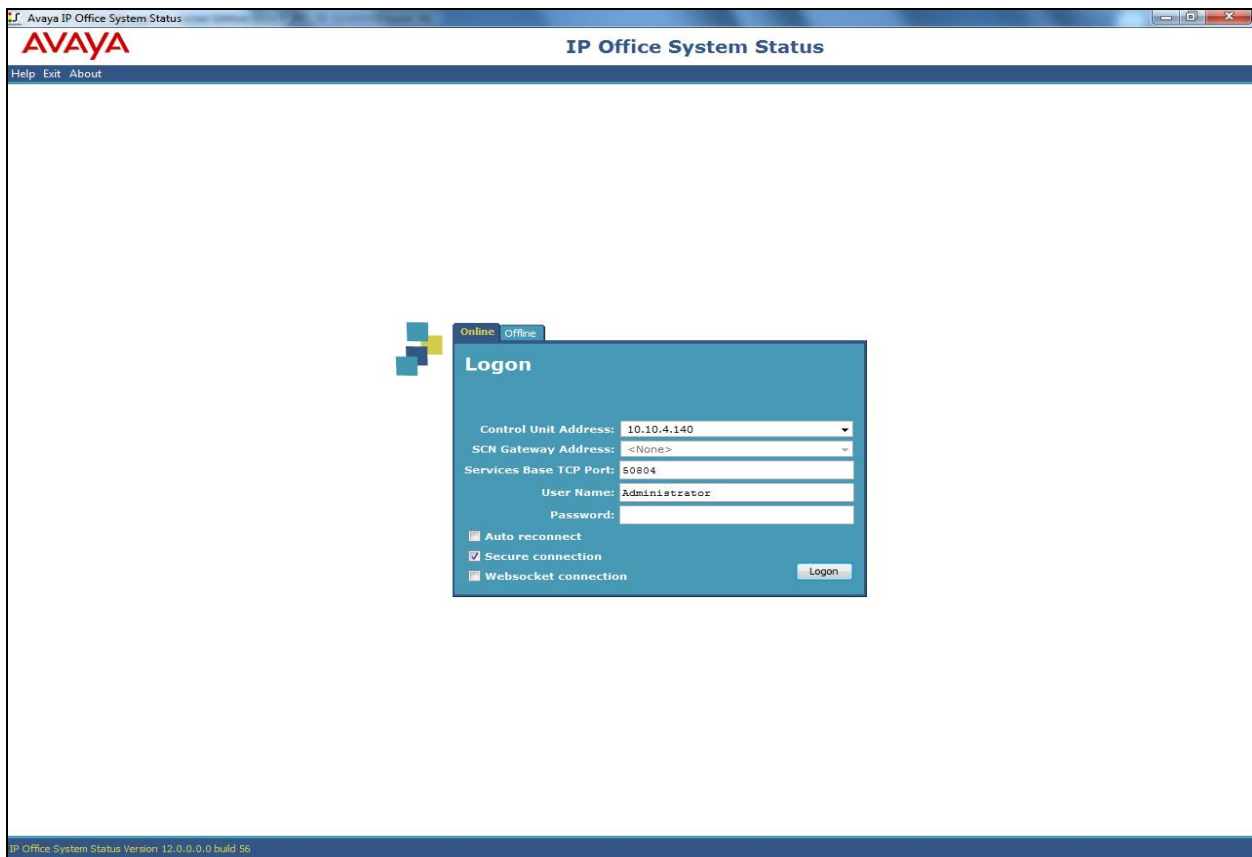 Avaya IP Office System Status
AVAYA
IP Office System Status
Help Exit About
Online Offline
Logon
Control Unit Address: 10.10.4.140
SCN Gateway Address: <None>
Services Base TCP Port: 50804
User Name: Administrator
Password:
Auto reconnect
Secure connection
Websocket connection
Logon
IP Office System Status Version 12.0.0.0.0 build 56